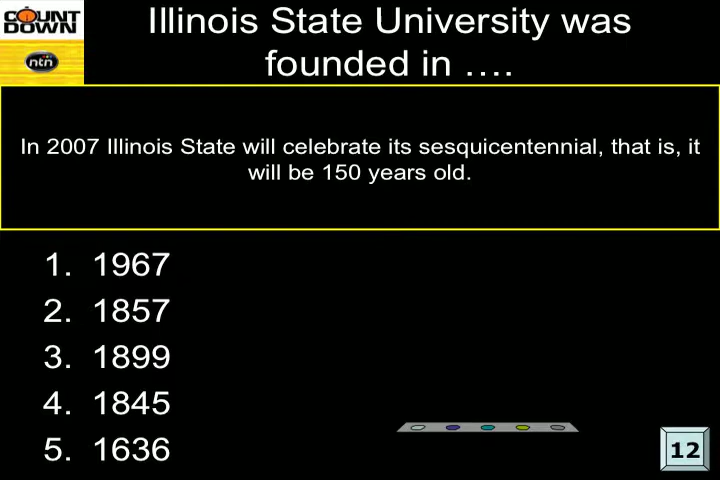 COUNT
DOWN
ntn
Illinois State University was
founded in ….
In 2007 Illinois State will celebrate its sesquicentennial, that is, it
will be 150 years old.
1. 1967
2. 1857
3. 1899
4. 1845
5. 1636
12